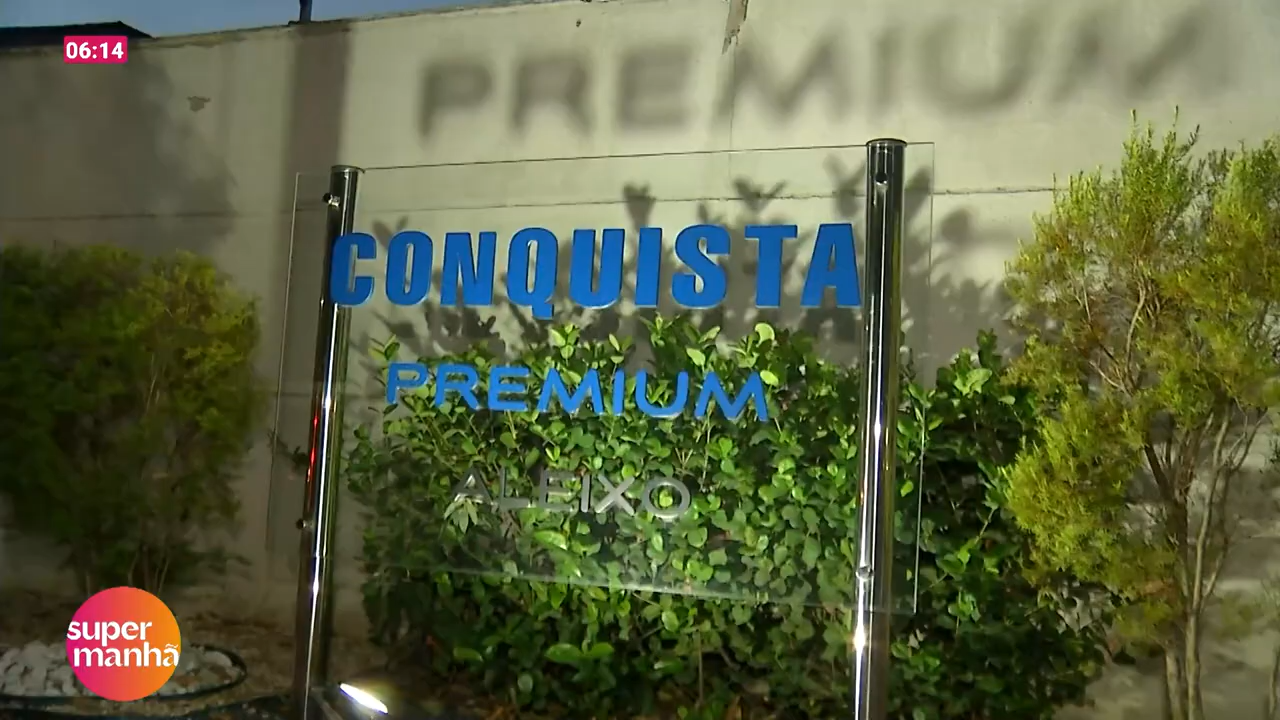 06:14
PREMIUM
CONQUISTA
PREMIUM
ALEIXO
super
manhã